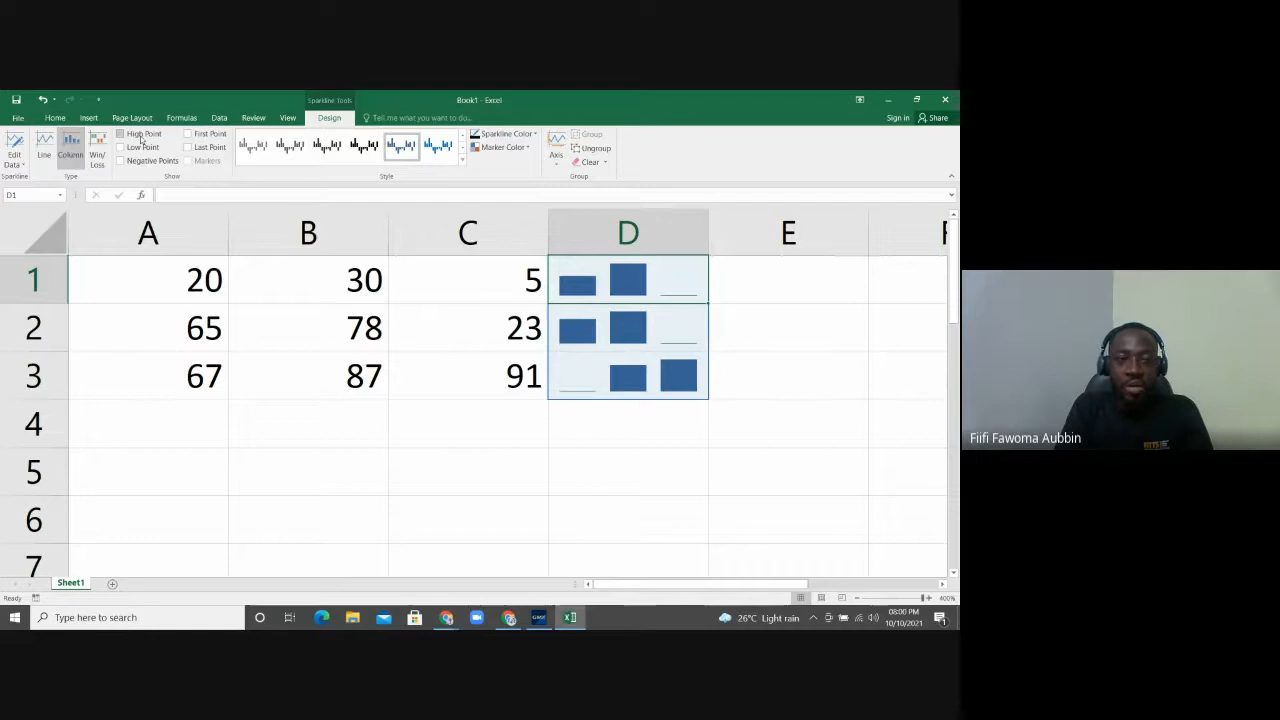 Sparkline Tools
Book1 - Excel
File Home Insert Page Layout Formulas Data Review View Design Tell me what you want to do... Sign in Share
High Point First Point Sparkline Color Group
Edit Data Line Column Win/Loss Low Point Last Point Marker Color Axis Ungroup
Negative Points Markers Clear
Sparkline Type Show Style Group
D1 fx
A B C D E F
1 20 30 5
2 65 78 23
3 67 87 91
4
5
6
7
Sheet1
Ready 400%
Type here to search 26°C Light rain 08:00 PM
10/10/2021
Fiifi Fawoma Aubbin